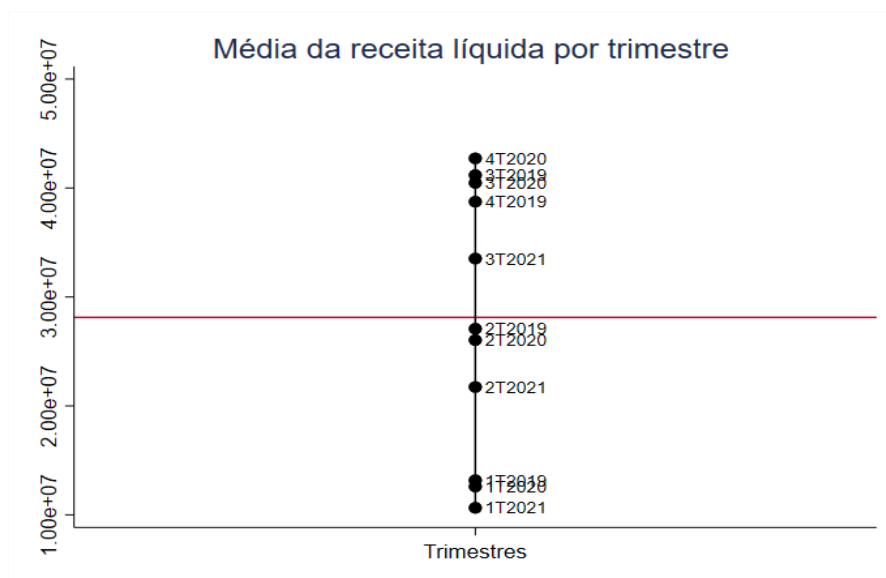 Média da receita líquida por trimestre
5.00e+07
4.00e+07
3.00e+07
2.00e+07
1.00e+07
4T2020
3T2019
3T2020
4T2019
3T2021
2T2019
2T2020
2T2021
1T2019
1T2020
1T2021
Trimestres